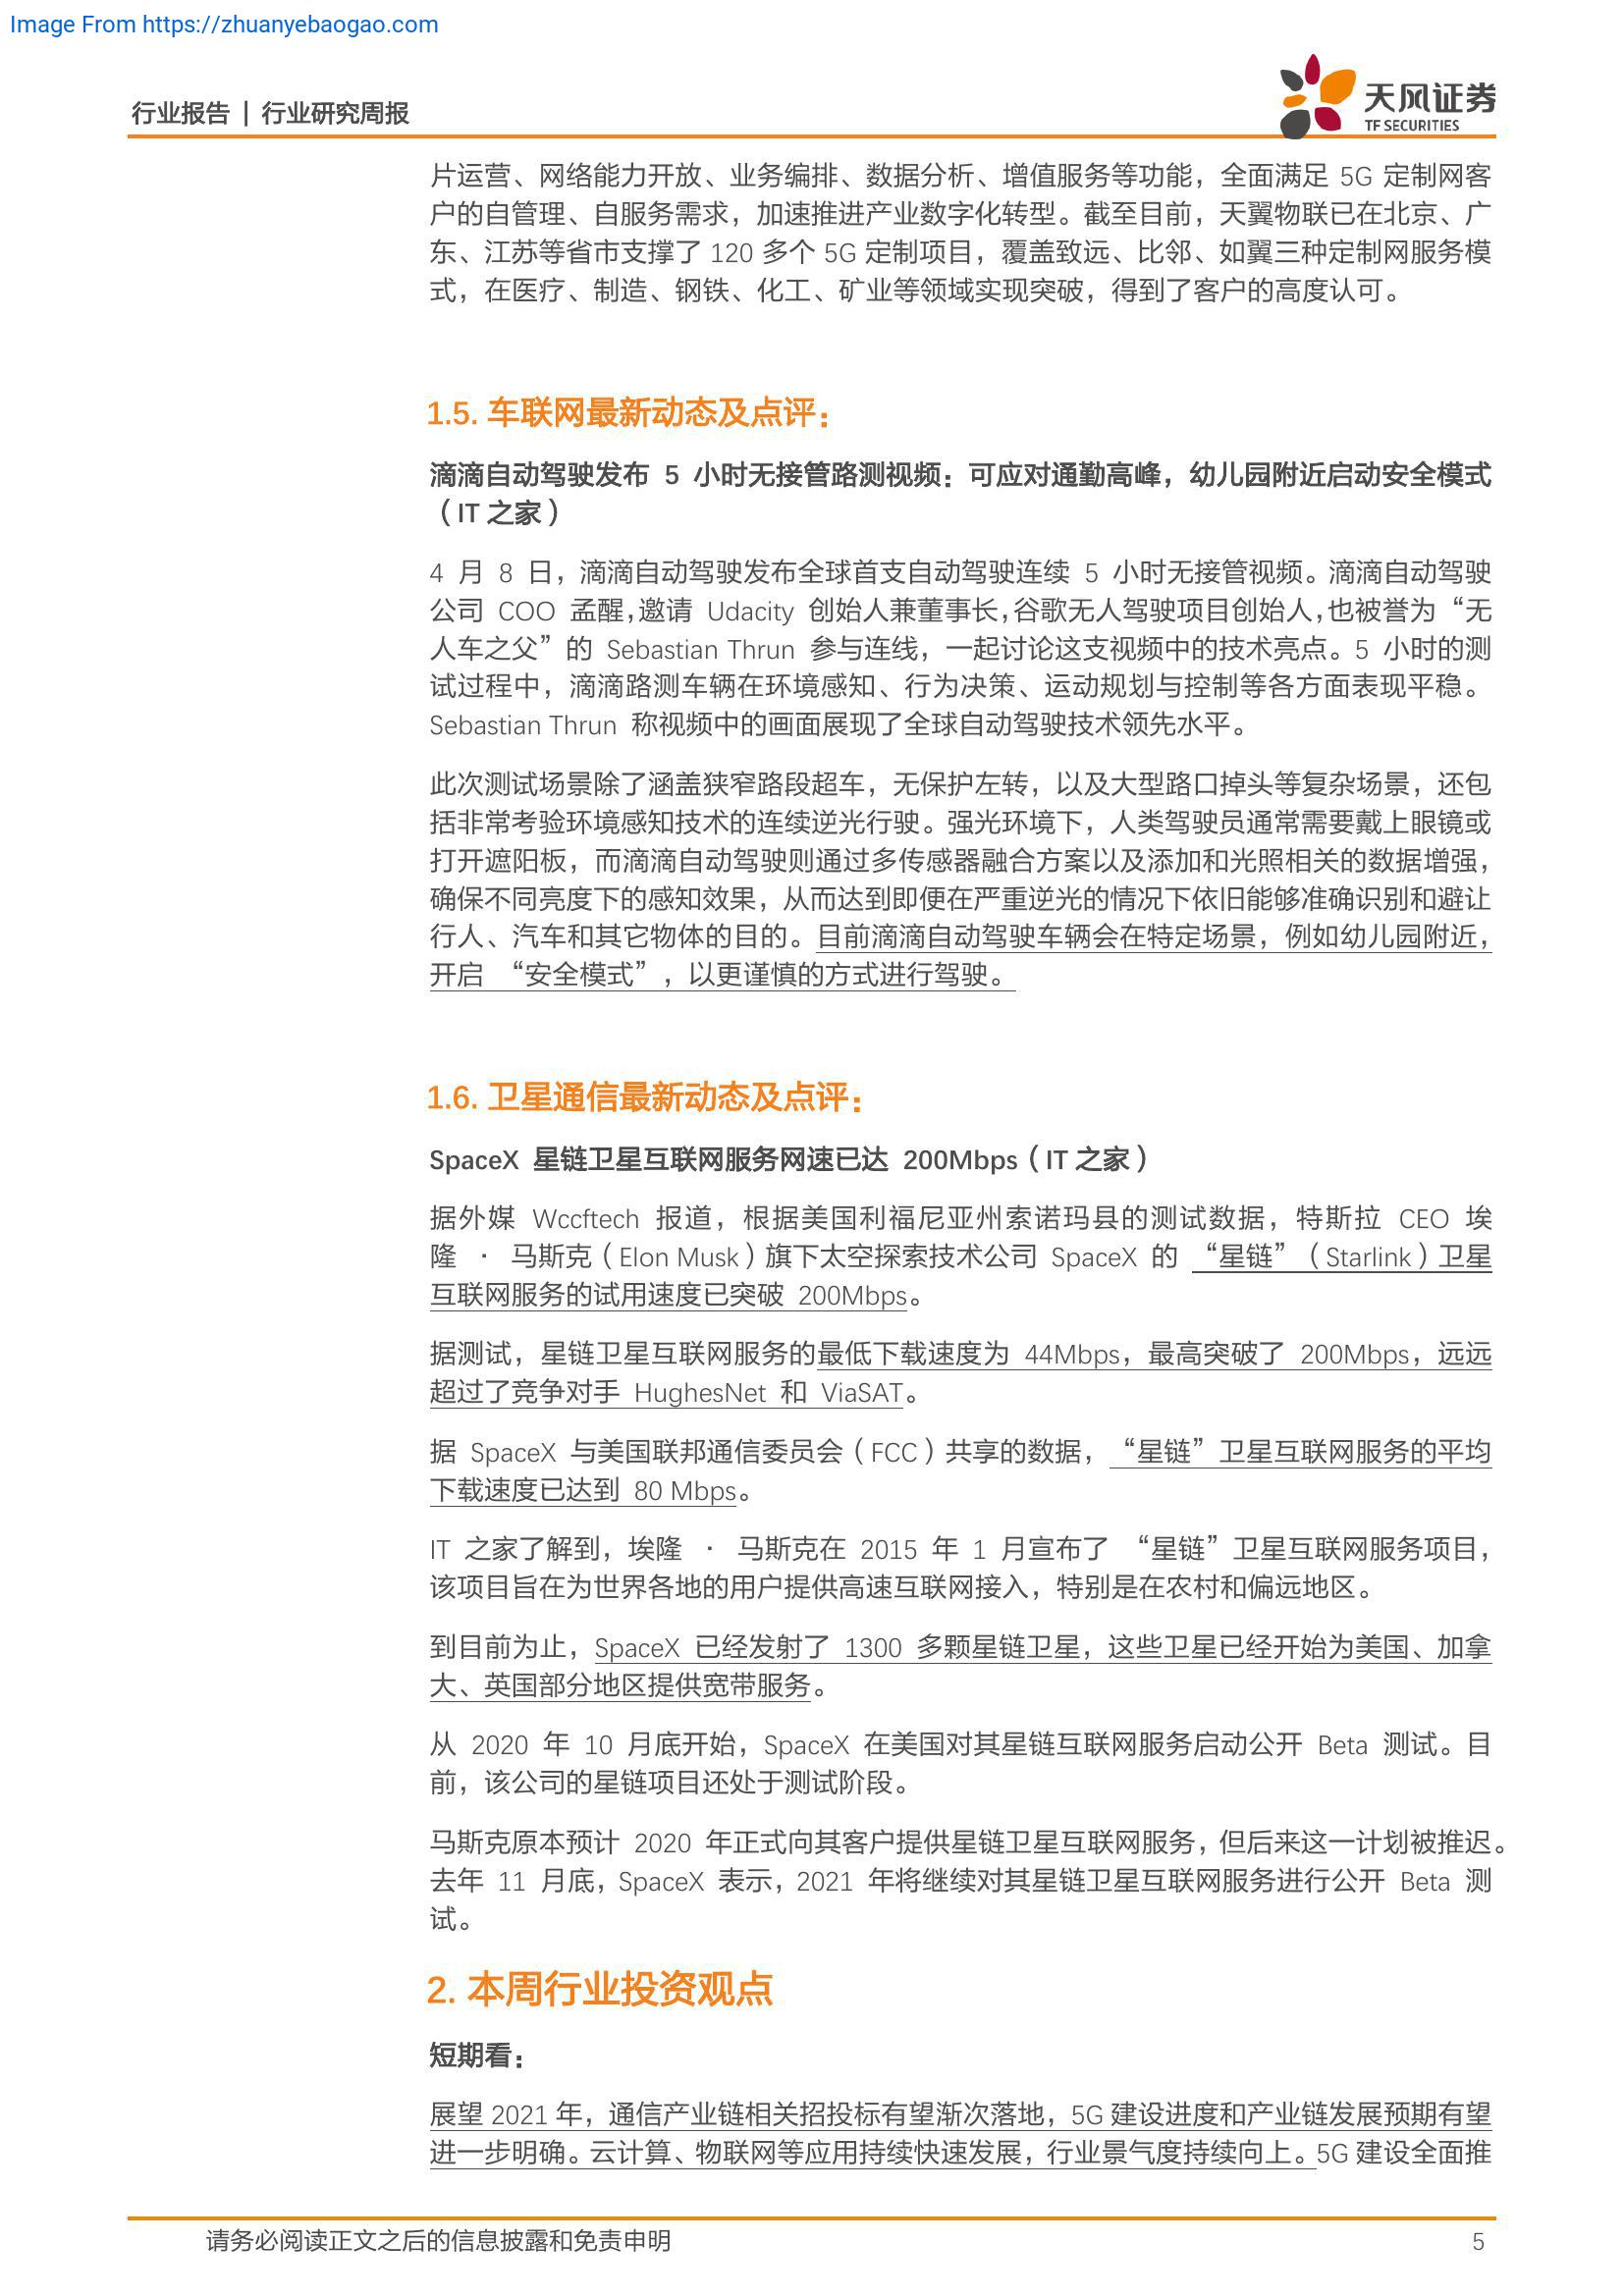 Image From https://zhuanyebaogao.com
行业报告 | 行业研究周报
天风证券
TF SECURITIES
片运营、网络能力开放、业务编排、数据分析、增值服务等功能，全面满足 5G 定制网客
户的自管理、自服务需求，加速推进产业数字化转型。截至目前，天翼物联已在北京、广
东、江苏等省市支撑了 120 多个 5G 定制项目，覆盖致远、比邻、如翼三种定制网服务模
式，在医疗、制造、钢铁、化工、矿业等领域实现突破，得到了客户的高度认可。
1.5. 车联网最新动态及点评：
滴滴自动驾驶发布 5 小时无接管路测视频：可应对通勤高峰，幼儿园附近启动安全模式
（IT 之家）
4 月 8 日，滴滴自动驾驶发布全球首支自动驾驶连续 5 小时无接管视频。滴滴自动驾驶
公司 COO 孟醒，邀请 Udacity 创始人兼董事长，谷歌无人驾驶项目创始人，也被誉为“无
人车之父”的 Sebastian Thrun 参与连线，一起讨论这支视频中的技术亮点。5 小时的测
试过程中，滴滴路测车辆在环境感知、行为决策、运动规划与控制等各方面表现平稳。
Sebastian Thrun 称视频中的画面展现了全球自动驾驶技术领先水平。
此次测试场景除了涵盖狭窄路段超车，无保护左转，以及大型路口掉头等复杂场景，还包
括非常考验环境感知技术的连续逆光行驶。强光环境下，人类驾驶员通常需要戴上眼镜或
打开遮阳板，而滴滴自动驾驶则通过多传感器融合方案以及添加和光照相关的数据增强，
确保不同亮度下的感知效果，从而达到即便在严重逆光的情况下依旧能够准确识别和避让
行人、汽车和其它物体的目的。目前滴滴自动驾驶车辆会在特定场景，例如幼儿园附近，
开启 “安全模式”，以更谨慎的方式进行驾驶。
1.6. 卫星通信最新动态及点评：
SpaceX 星链卫星互联网服务网速已达 200Mbps（IT 之家）
据外媒 Wccftech 报道，根据美国利福尼亚州索诺玛县的测试数据，特斯拉 CEO 埃
隆 · 马斯克（Elon Musk）旗下太空探索技术公司 SpaceX 的 “星链”（Starlink）卫星
互联网服务的试用速度已突破 200Mbps。
据测试，星链卫星互联网服务的最低下载速度为 44Mbps，最高突破了 200Mbps，远远
超过了竞争对手 HughesNet 和 ViaSAT。
据 SpaceX 与美国联邦通信委员会（FCC）共享的数据，“星链”卫星互联网服务的平均
下载速度已达到 80 Mbps。
IT 之家了解到，埃隆 · 马斯克在 2015 年 1 月宣布了 “星链”卫星互联网服务项目，
该项目旨在为世界各地的用户提供高速互联网接入，特别是在农村和偏远地区。
到目前为止，SpaceX 已经发射了 1300 多颗星链卫星，这些卫星已经开始为美国、加拿
大、英国部分地区提供宽带服务。
从 2020 年 10 月底开始，SpaceX 在美国对其星链互联网服务启动公开 Beta 测试。目
前，该公司的星链项目还处于测试阶段。
马斯克原本预计 2020 年正式向其客户提供星链卫星互联网服务，但后来这一计划被推迟。
去年 11 月底，SpaceX 表示，2021 年将继续对其星链卫星互联网服务进行公开 Beta 测
试。
2. 本周行业投资观点
短期看：
展望 2021 年，通信产业链相关招投标有望渐次落地，5G 建设进度和产业链发展预期有望
进一步明确。云计算、物联网等应用持续快速发展，行业景气度持续向上。5G 建设全面推
请务必阅读正文之后的信息披露和免责申明
5